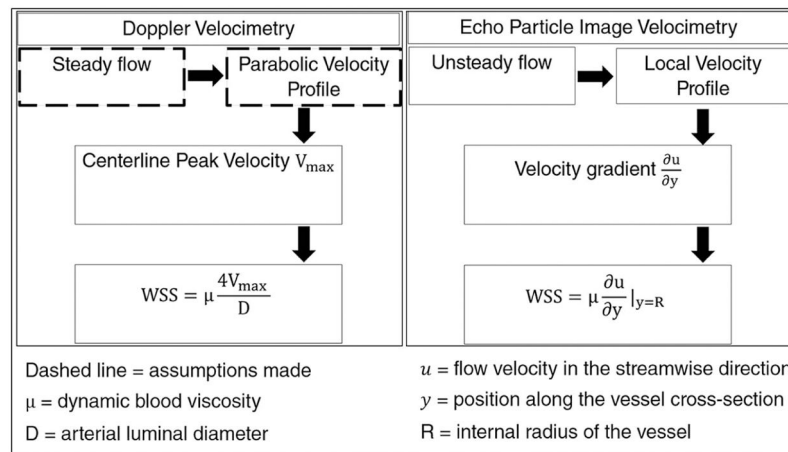 Doppler Velocimetry
Steady flow
Parabolic Velocity
Profile
Centerline Peak Velocity V_max
WSS = μ 4V_max / D
Echo Particle Image Velocimetry
Unsteady flow
Local Velocity
Profile
Velocity gradient ∂u/∂y
WSS = μ ∂u/∂y |y=R
Dashed line = assumptions made
μ = dynamic blood viscosity
D = arterial luminal diameter
u = flow velocity in the streamwise direction
y = position along the vessel cross-section
R = internal radius of the vessel